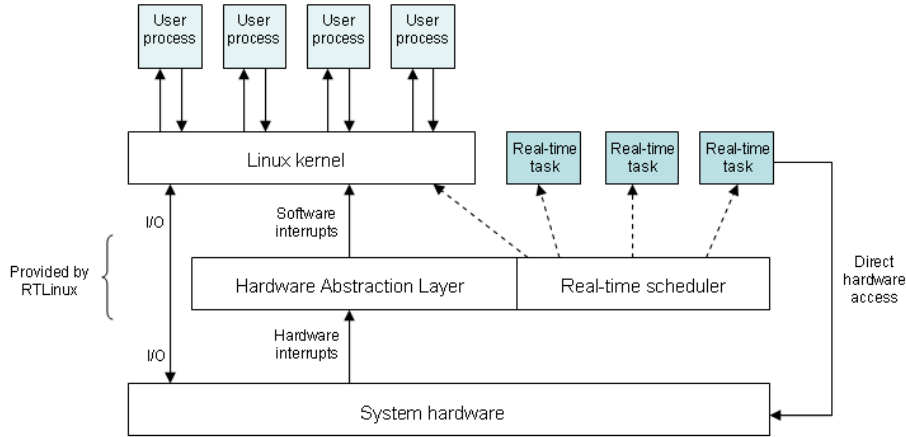 User
process
User
process
User
process
User
process
Linux kernel
Real-time
task
Real-time
task
Real-time
task
I/O
Software
interrupts
Provided by
RTLinux
Hardware Abstraction Layer
Real-time scheduler
Direct
hardware
access
I/O
Hardware
interrupts
System hardware